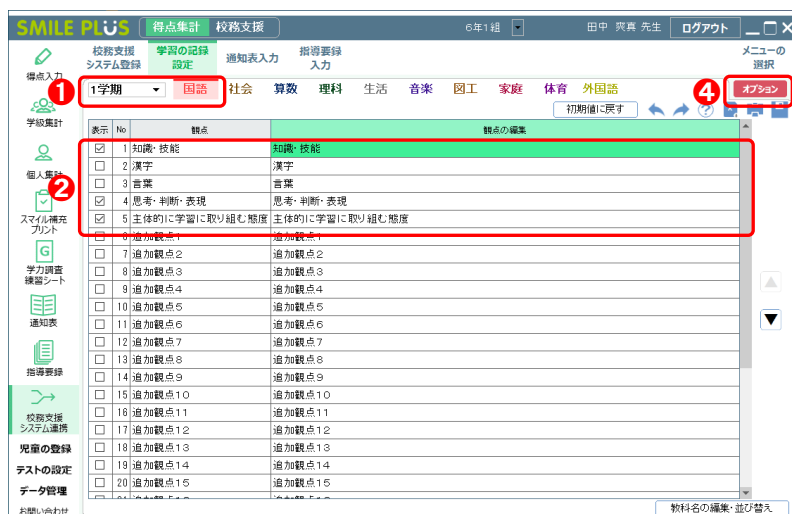 SMILE PLUS 得点集計 校務支援 6年1組 田中 爽真 先生 ログアウト
得点入力 校務支援システム登録 学習の記録設定 通知表入力 指導要録入力 メニューの選択
1 4
1学期 国語 社会 算数 理科 生活 音楽 図工 家庭 体育 外国語 オプション
初期値に戻す
学級集計
表示 No 観点 観点の編集
1 知識・技能 知識・技能
2 漢字 漢字
個人集計
2
3 言葉 言葉
4 思考・判断・表現 思考・判断・表現
スマイル補充プリント
5 主体的に学習に取り組む態度 主体的に学習に取り組む態度
6 追加観点1 追加観点1
7 追加観点2 追加観点2
G
学力調査練習シート
8 追加観点3 追加観点3
9 追加観点4 追加観点4
10 追加観点5 追加観点5
通知表
11 追加観点6 追加観点6
12 追加観点7 追加観点7
13 追加観点8 追加観点8
指導要録
14 追加観点9 追加観点9
15 追加観点10 追加観点10
校務支援システム連携
16 追加観点11 追加観点11
17 追加観点12 追加観点12
児童の登録
18 追加観点13 追加観点13
テストの設定
19 追加観点14 追加観点14
データ管理
20 追加観点15 追加観点15
お問い合わせ
教科名の編集・並び替え